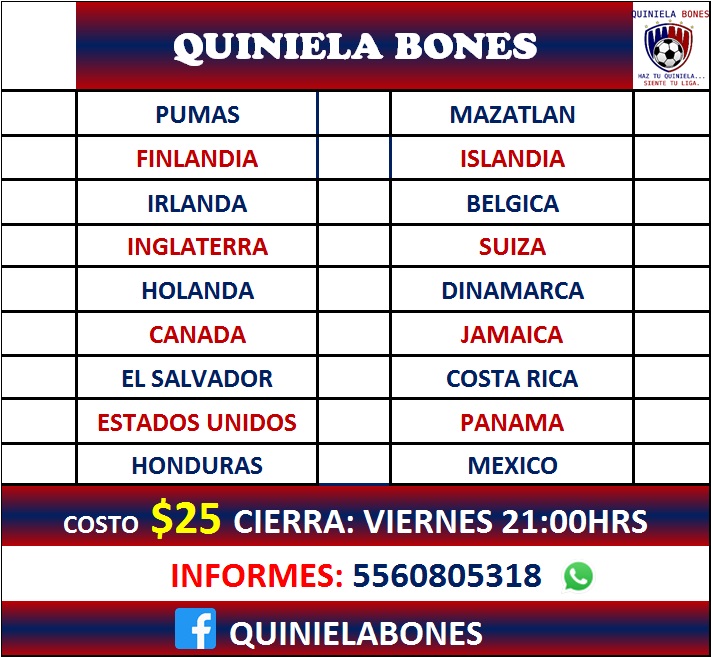 QUINIELA BONES
QUINIELA BONES
HAZ TU QUINIELA...
SIENTE TU LIGA.
PUMAS MAZATLAN
FINLANDIA ISLANDIA
IRLANDA BELGICA
INGLATERRA SUIZA
HOLANDA DINAMARCA
CANADA JAMAICA
EL SALVADOR COSTA RICA
ESTADOS UNIDOS PANAMA
HONDURAS MEXICO
COSTO $25 CIERRA: VIERNES 21:00HRS
INFORMES: 5560805318
QUINIELABONES